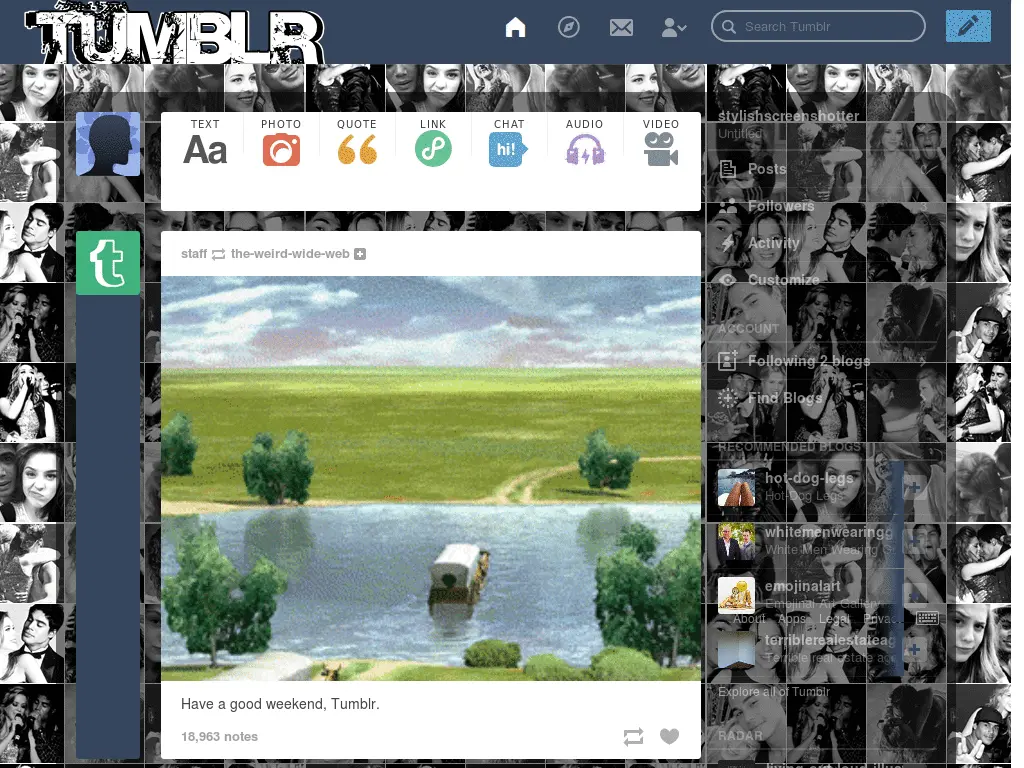 TUMBLR
Search Tumblr
TEXT PHOTO QUOTE LINK CHAT AUDIO VIDEO
Aa hi!
stylishscreenshotter
Untitled
Posts
Followers
Activity
Customize
ACCOUNT
Following 2 blogs
Find Blogs
RECOMMENDED BLOGS
hot-dog-legs
Hot-Dog Legs
whitemenwearingg
White Men Wearing
emojinalart
Emojinal Art Gallery
About Apps Legal Privac
terriblerealestateag
Terrible real estate age
Explore all of Tumblr
RADAR
staff the-weird-wide-web
t
Have a good weekend, Tumblr.
18,963 notes